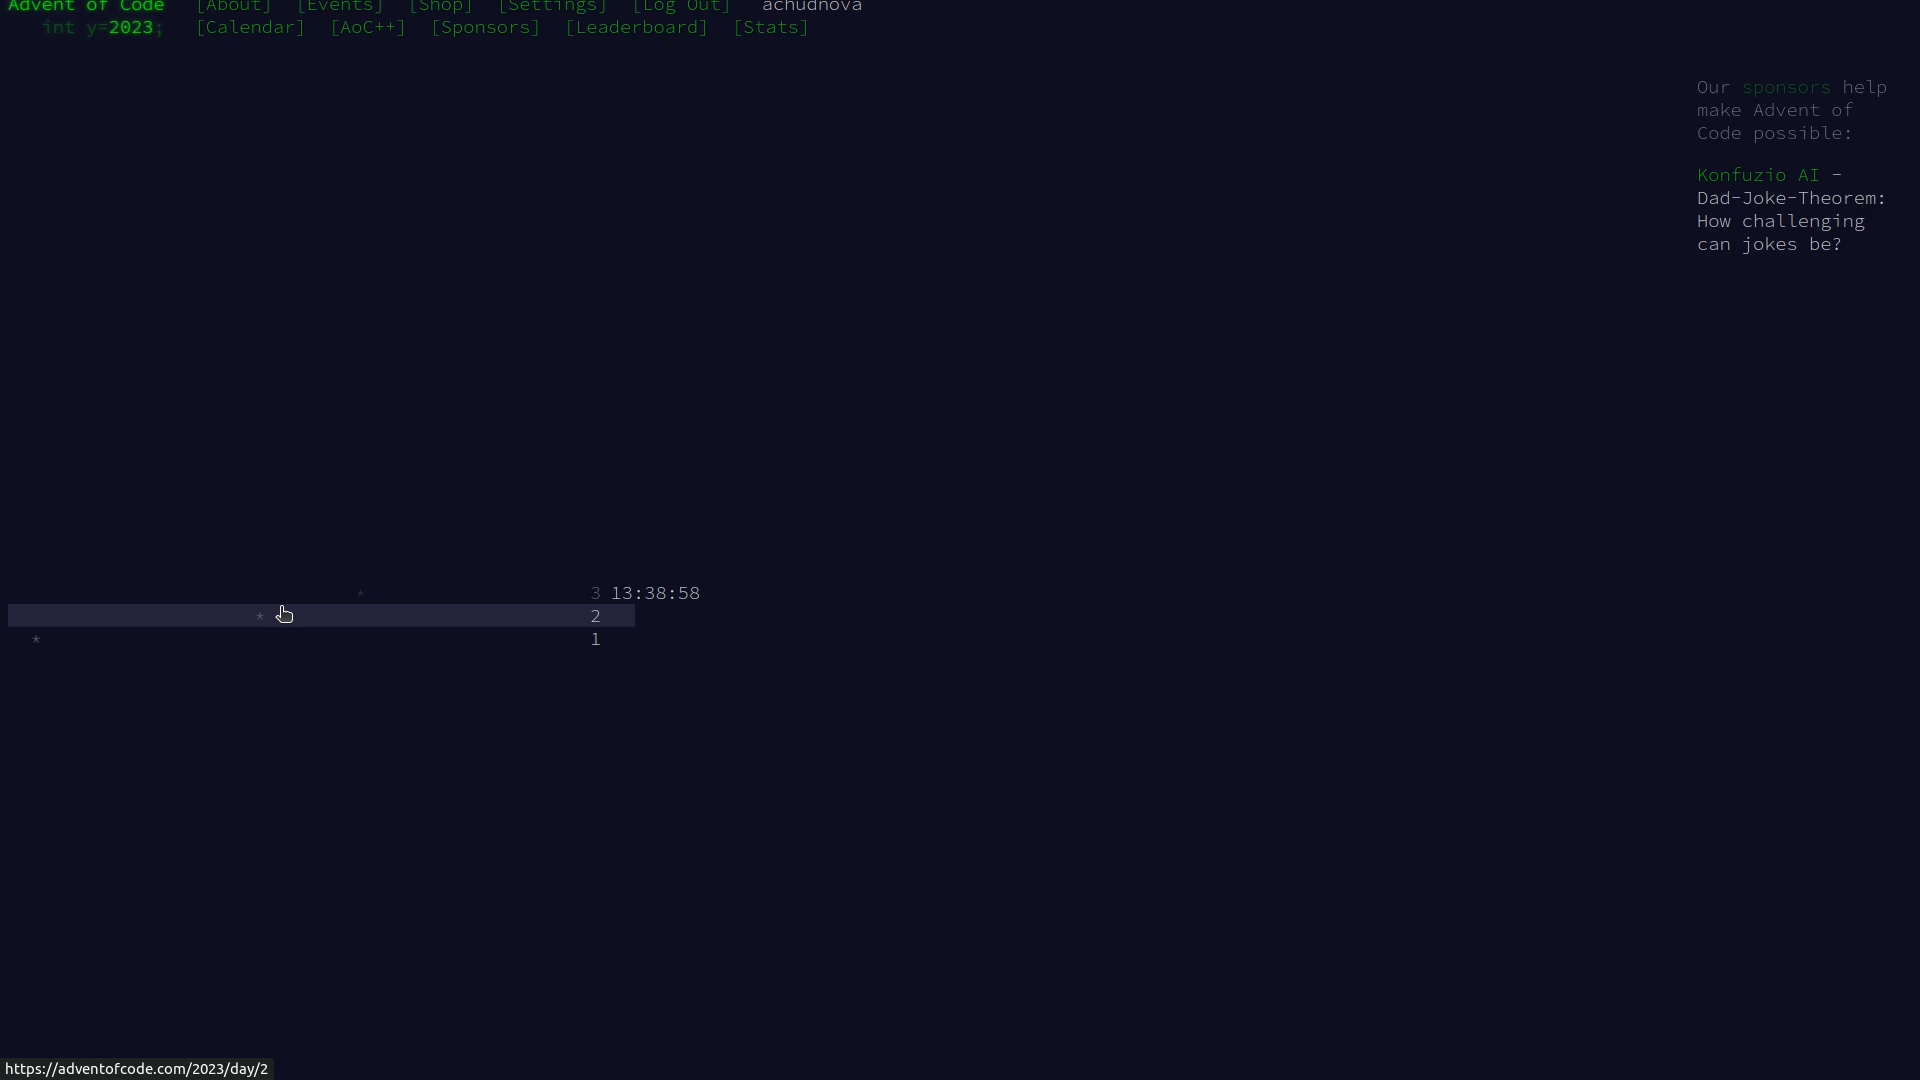 Advent of Code [About] [Events] [Shop] [Settings] [Log Out] achudnova
int y=2023; [Calendar] [AoC++] [Sponsors] [Leaderboard] [Stats]
Our sponsors help
make Advent of
Code possible:
Konfuzio AI -
Dad-Joke-Theorem:
How challenging
can jokes be?
* 3 13:38:58
* 2
* 1
https://adventofcode.com/2023/day/2